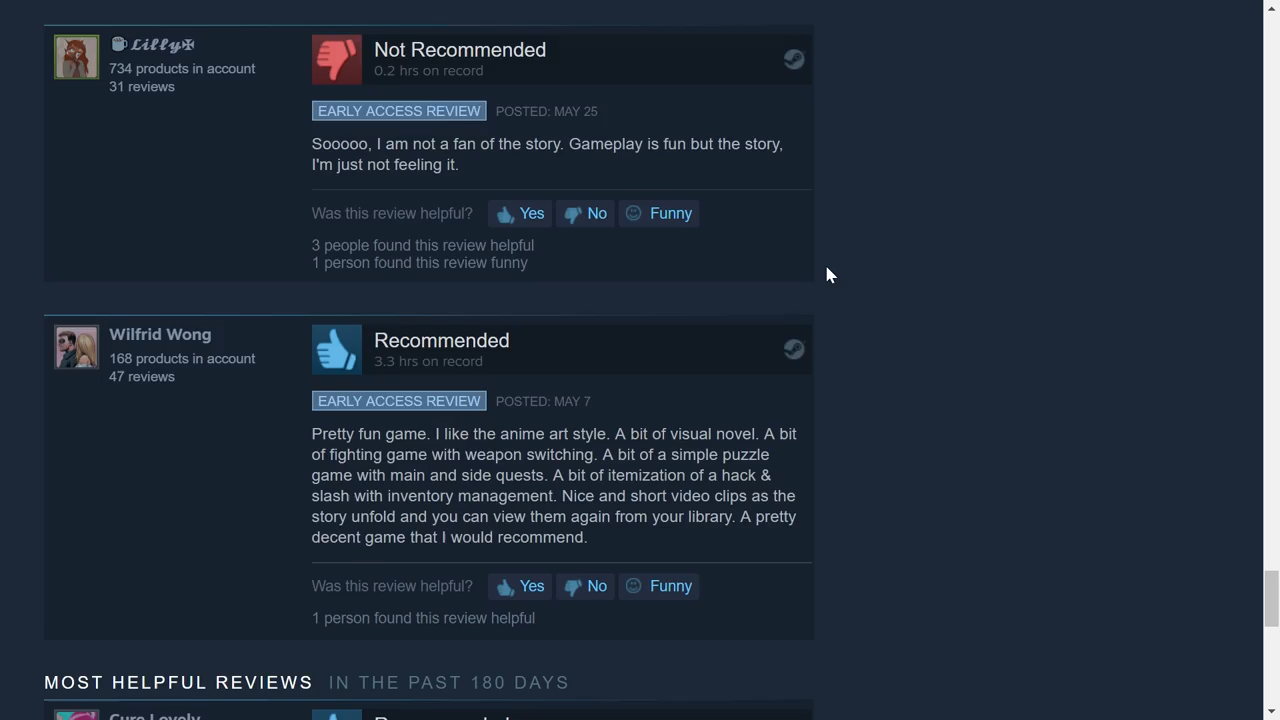 𝓛𝓲𝓵𝓵𝔂✠
734 products in account
31 reviews
Not Recommended
0.2 hrs on record
EARLY ACCESS REVIEW POSTED: MAY 25
Sooooo, I am not a fan of the story. Gameplay is fun but the story,
I'm just not feeling it.
Was this review helpful? Yes No Funny
3 people found this review helpful
1 person found this review funny
Wilfrid Wong
168 products in account
47 reviews
Recommended
3.3 hrs on record
EARLY ACCESS REVIEW POSTED: MAY 7
Pretty fun game. I like the anime art style. A bit of visual novel. A bit
of fighting game with weapon switching. A bit of a simple puzzle
game with main and side quests. A bit of itemization of a hack &
slash with inventory management. Nice and short video clips as the
story unfold and you can view them again from your library. A pretty
decent game that I would recommend.
Was this review helpful? Yes No Funny
1 person found this review helpful
MOST HELPFUL REVIEWS IN THE PAST 180 DAYS
Cure Lovely
Recommended